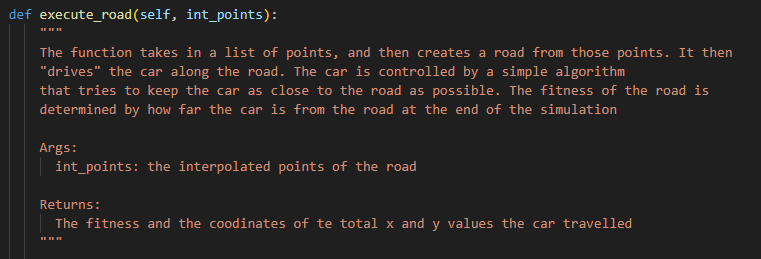 def execute_road(self, int_points):
"""
The function takes in a list of points, and then creates a road from those points. It then
"drives" the car along the road. The car is controlled by a simple algorithm
that tries to keep the car as close to the road as possible. The fitness of the road is
determined by how far the car is from the road at the end of the simulation
Args:
int_points: the interpolated points of the road
Returns:
The fitness and the coodinates of te total x and y values the car travelled
"""